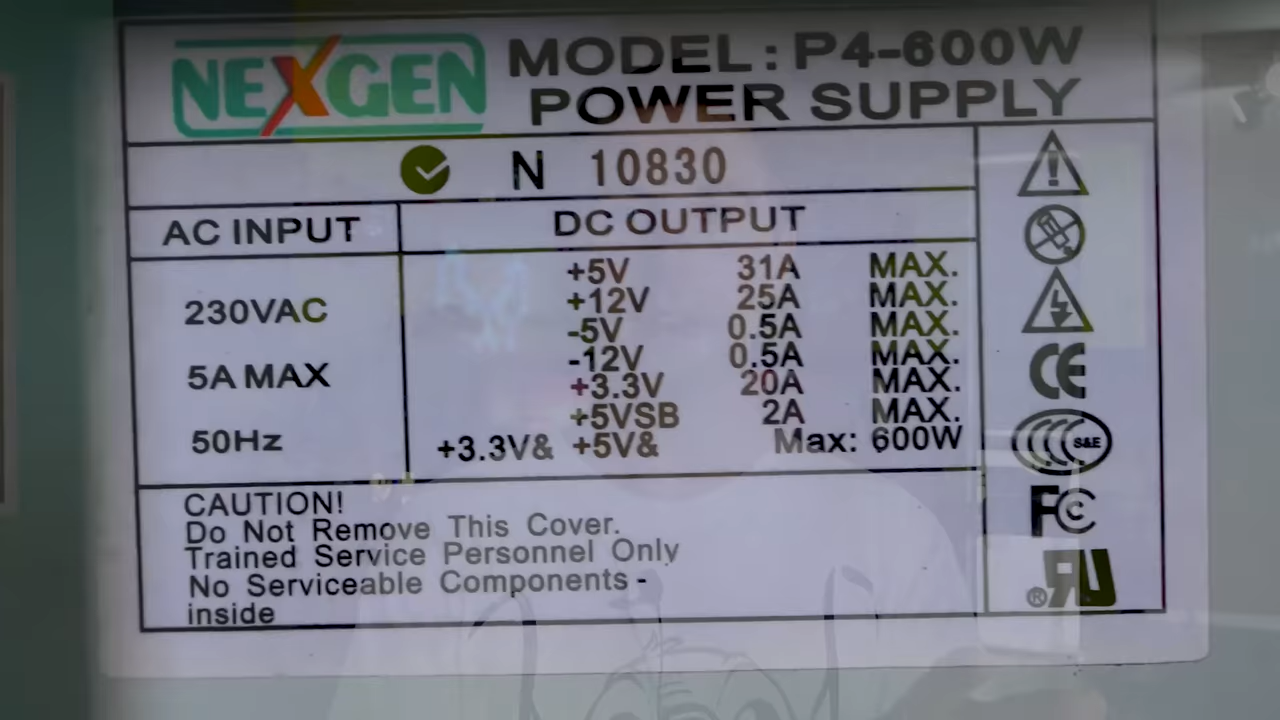 NEXGEN
MODEL: P4-600W
POWER SUPPLY
N 10830
AC INPUT
DC OUTPUT
230VAC
5A MAX
50Hz
+5V 31A MAX.
+12V 25A MAX.
-5V 0.5A MAX.
-12V 0.5A MAX.
+3.3V 20A MAX.
+5VSB 2A MAX.
+3.3V& +5V& Max: 600W
CAUTION!
Do Not Remove This Cover.
Trained Service Personnel Only
No Serviceable Components -
inside
CE
S&E
FC
®RU